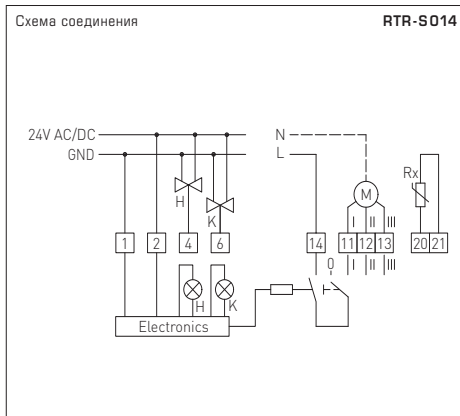 Схема соединения RTR-S014
24V AC/DC N
GND L
Rx
H M
K I II III
1 2 4 6 14 11 12 13 20 21
0 I II III
H K
Electronics